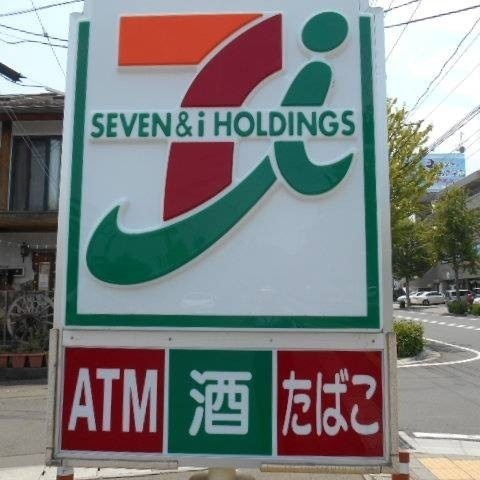 SEVEN & i HOLDINGS
ATM 酒 たばこ